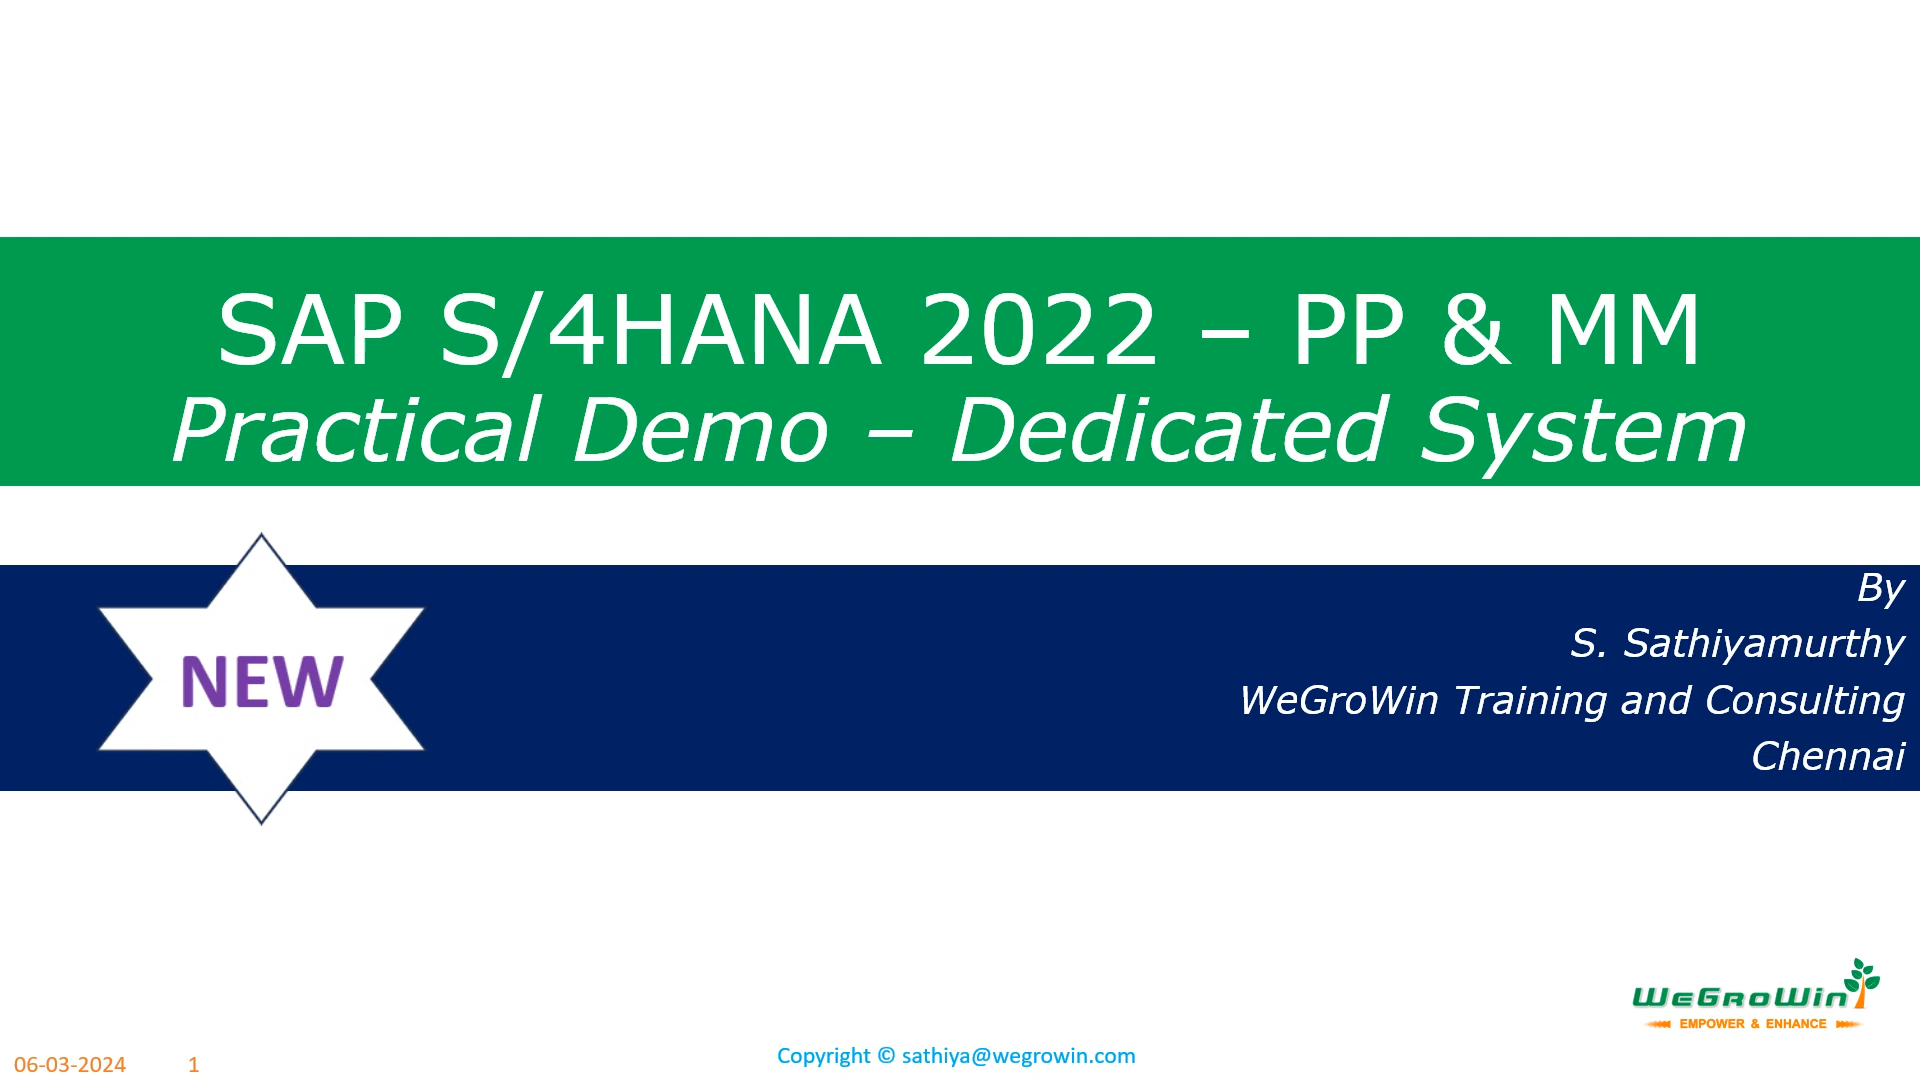 SAP S/4HANA 2022 – PP & MM
Practical Demo – Dedicated System
NEW
By
S. Sathiyamurthy
WeGroWin Training and Consulting
Chennai
WeGroWin
EMPOWER & ENHANCE
06-03-2024 1
Copyright © sathiya@wegrowin.com